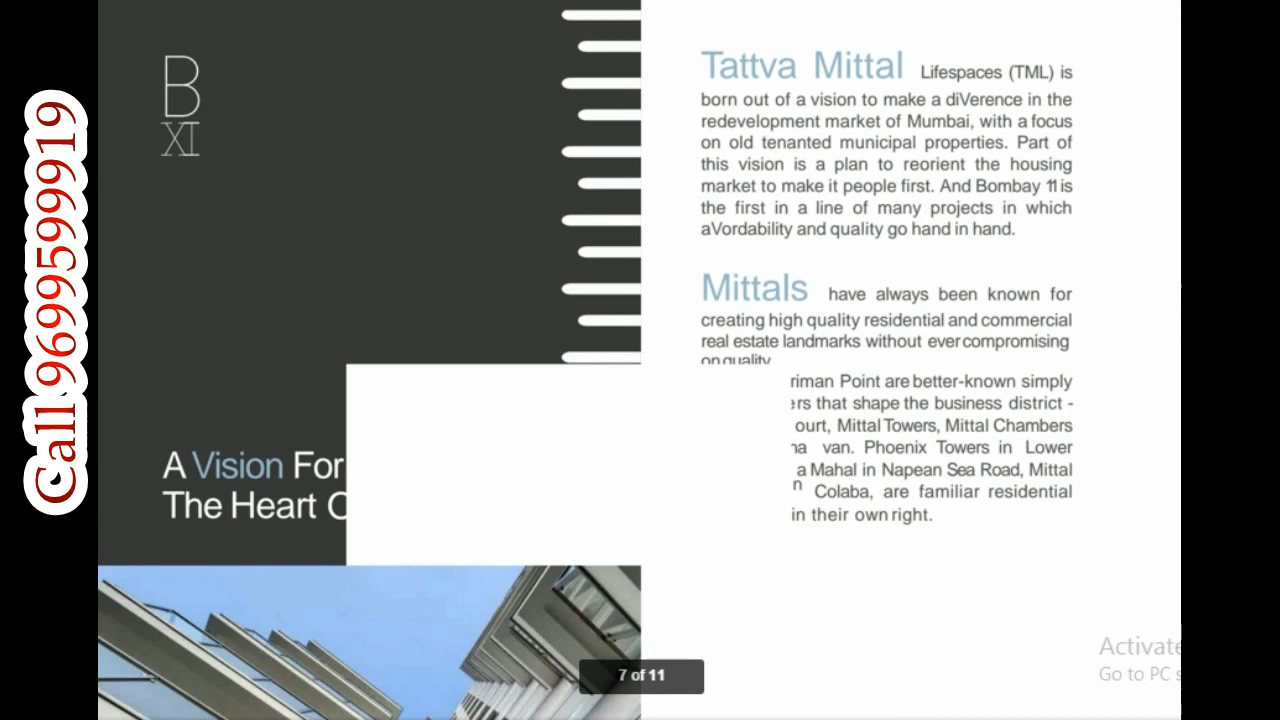 Call 9699599919
B
XI
A Vision For
The Heart
Tattva Mittal Lifespaces (TML) is
born out of a vision to make a diVerence in the
redevelopment market of Mumbai, with a focus
on old tenanted municipal properties. Part of
this vision is a plan to reorient the housing
market to make it people first. And Bombay 11 is
the first in a line of many projects in which
aVordability and quality go hand in hand.
Mittals have always been known for
creating high quality residential and commercial
real estate landmarks without ever compromising
on quality
riman Point are better-known simply
ers that shape the business district -
ourt, Mittal Towers, Mittal Chambers
na van. Phoenix Towers in Lower
a Mahal in Napean Sea Road, Mittal
n Colaba, are familiar residential
in their own right.
7 of 11
Activate
Go to PC s